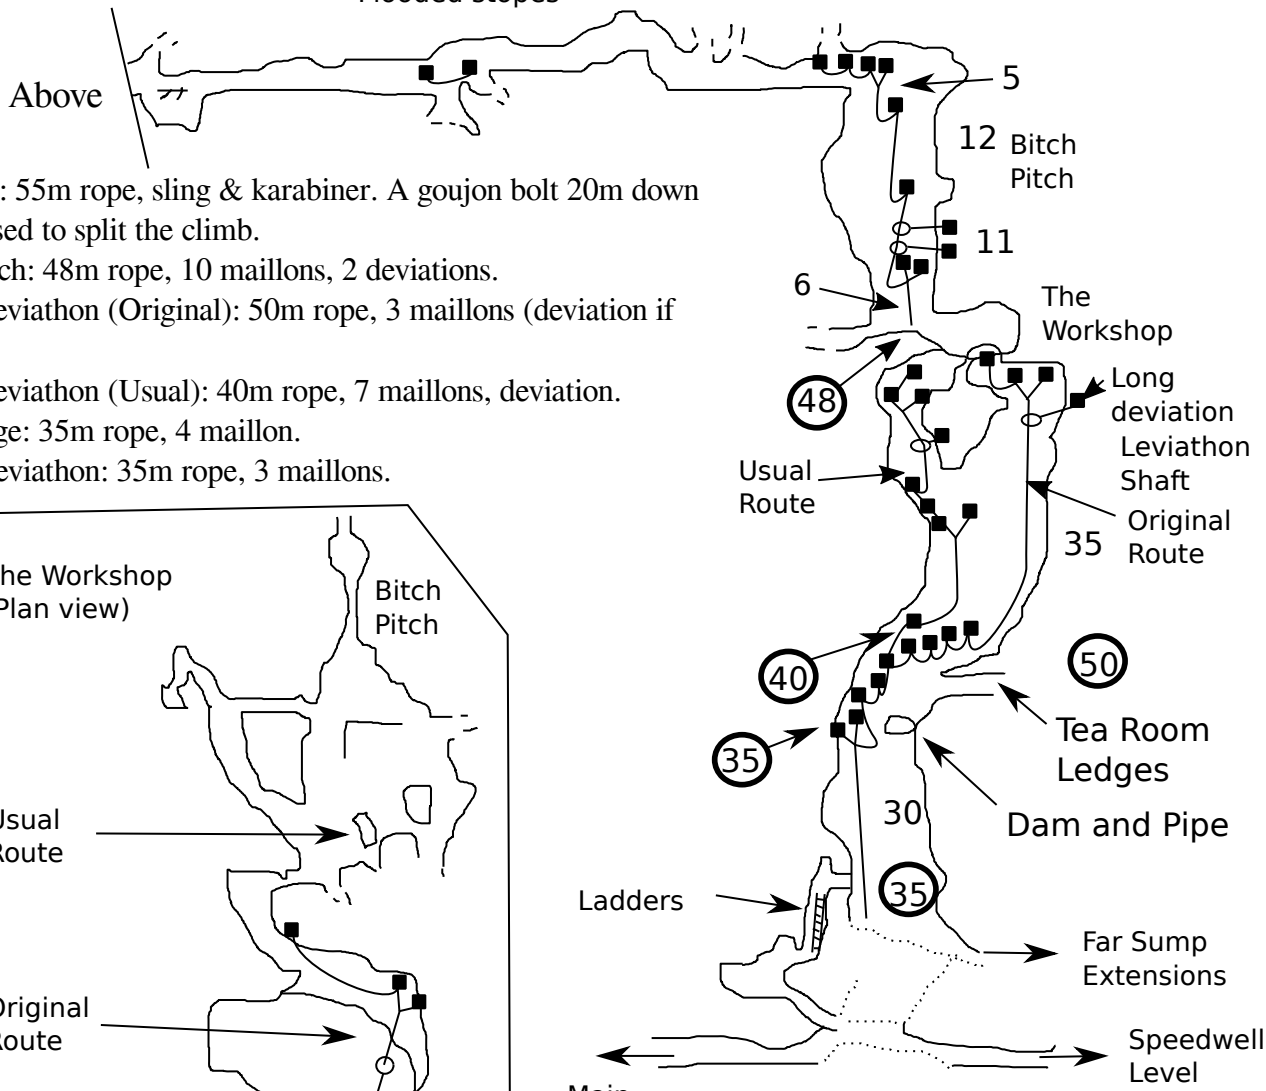 Above
: 55m rope, sling & karabiner. A goujon bolt 20m down
sed to split the climb.
ch: 48m rope, 10 maillons, 2 deviations.
eviathon (Original): 50m rope, 3 maillons (deviation if
eviathon (Usual): 40m rope, 7 maillons, deviation.
ge: 35m rope, 4 maillon.
eviathon: 35m rope, 3 maillons.
5
12
Bitch
Pitch
11
6
The
Workshop
48
Long
deviation
Leviathon
Shaft
Usual
Route
Original
Route
35
40
50
35
Tea Room
Ledges
30
Dam and Pipe
35
Ladders
Far Sump
Extensions
Speedwell
Level
he Workshop
Plan view)
Bitch
Pitch
Usual
Route
Original
Route